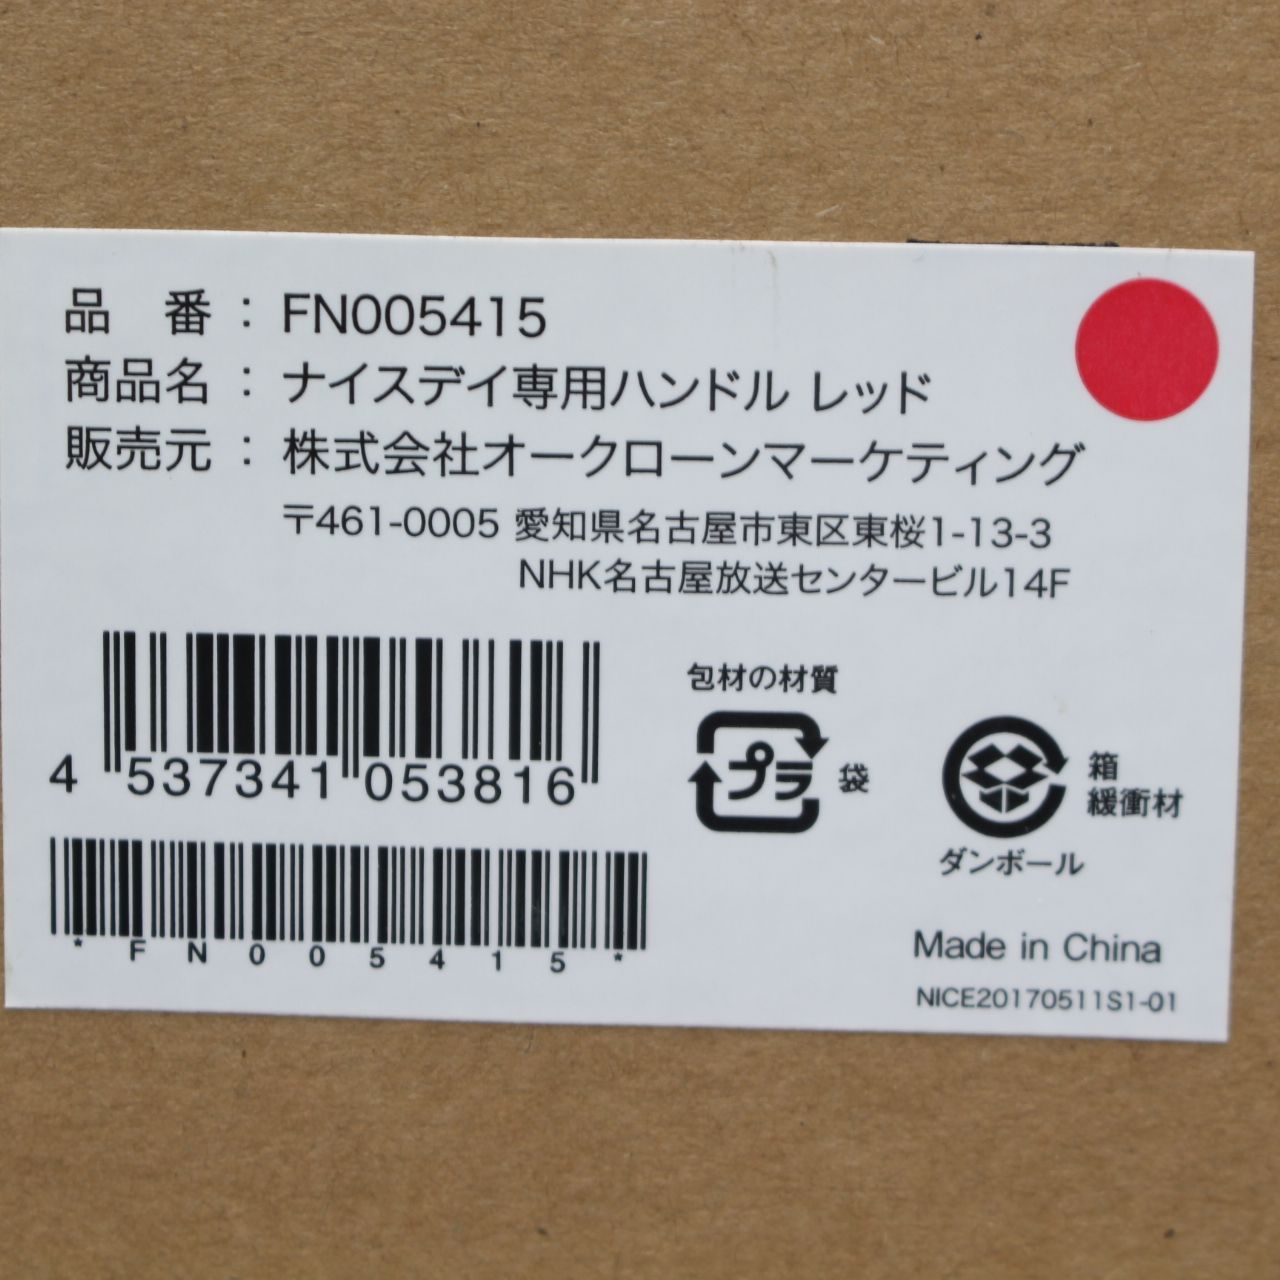 品　番 ： FN005415
商品名 ： ナイスデイ専用ハンドル レッド
販売元 ： 株式会社オークローンマーケティング
〒461-0005 愛知県名古屋市東区東桜1-13-3
NHK名古屋放送センタービル14F
4 537341 053816
*FN005415*
包材の材質
プラ 袋
箱
緩衝材
ダンボール
Made in China
NICE20170511S1-01